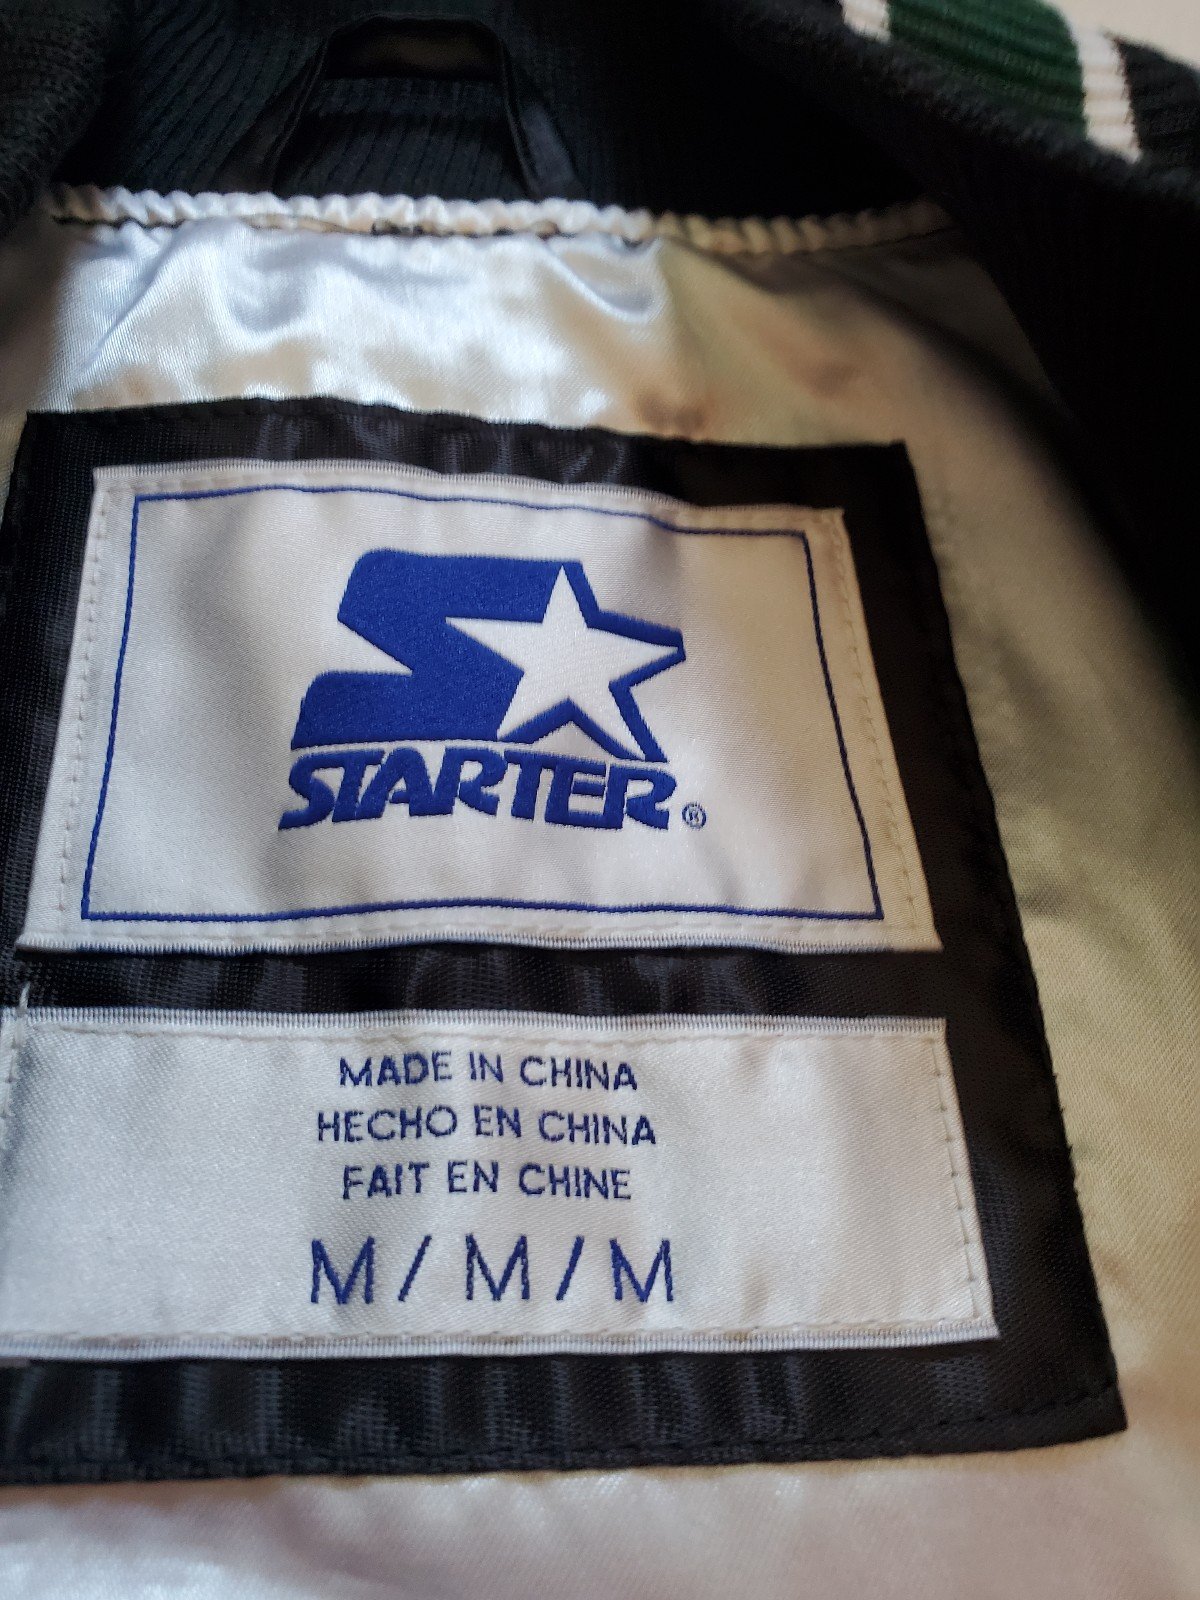 STARTER®
MADE IN CHINA
HECHO EN CHINA
FAIT EN CHINE
M / M / M